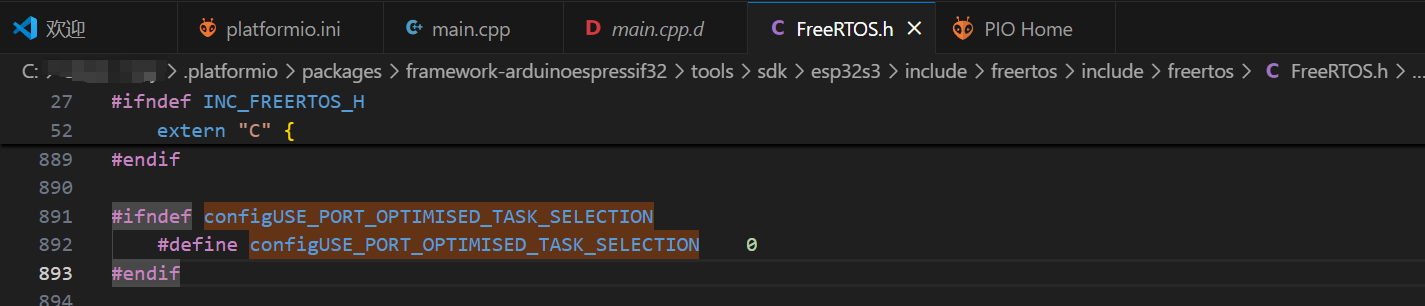 欢迎 platformio.ini main.cpp D main.cpp.d C FreeRTOS.h × PIO Home
C: > > .platformio > packages > framework-arduinoespressif32 > tools > sdk > esp32s3 > include > freertos > include > freertos > C FreeRTOS.h > ...
27 #ifndef INC_FREERTOS_H
52 extern "C" {
889 #endif
890
891 #ifndef configUSE_PORT_OPTIMISED_TASK_SELECTION
892 #define configUSE_PORT_OPTIMISED_TASK_SELECTION 0
893 #endif
894